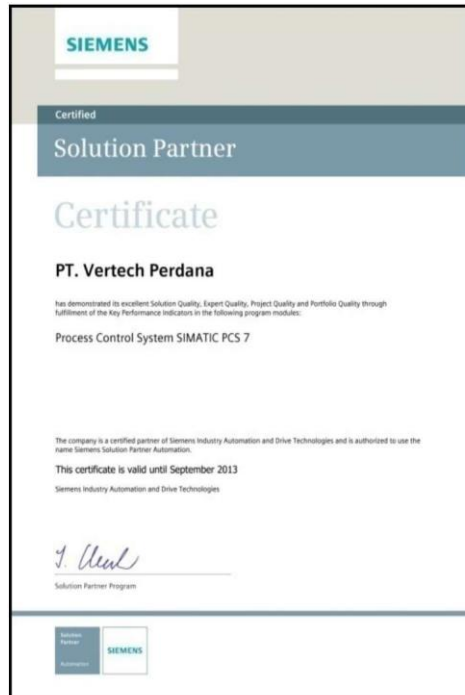 SIEMENS
Certified
Solution Partner
Certificate
PT. Vertech Perdana
has demonstrated its excellent Solution Quality, Expert Quality, Project Quality and Portfolio Quality through
fulfillment of the Key Performance Indicators in the following program modules:
Process Control System SIMATIC PCS 7
The company is a certified partner of Siemens Industry Automation and Drive Technologies and is authorized to use the
name Siemens Solution Partner Automation.
This certificate is valid until September 2013
Siemens Industry Automation and Drive Technologies
Solution Partner Program
Solution
Partner
Automation
SIEMENS